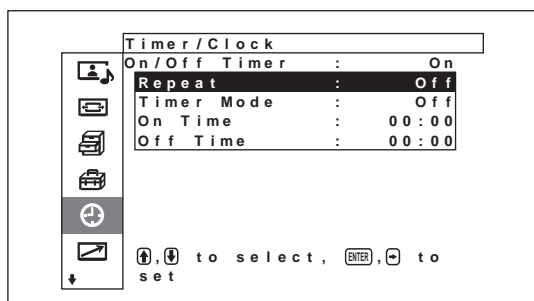 Timer/Clock
On/Off Timer : On
Repeat : Off
Timer Mode : Off
On Time : 00:00
Off Time : 00:00
↑,↓ to select, ENTER,→ to
set